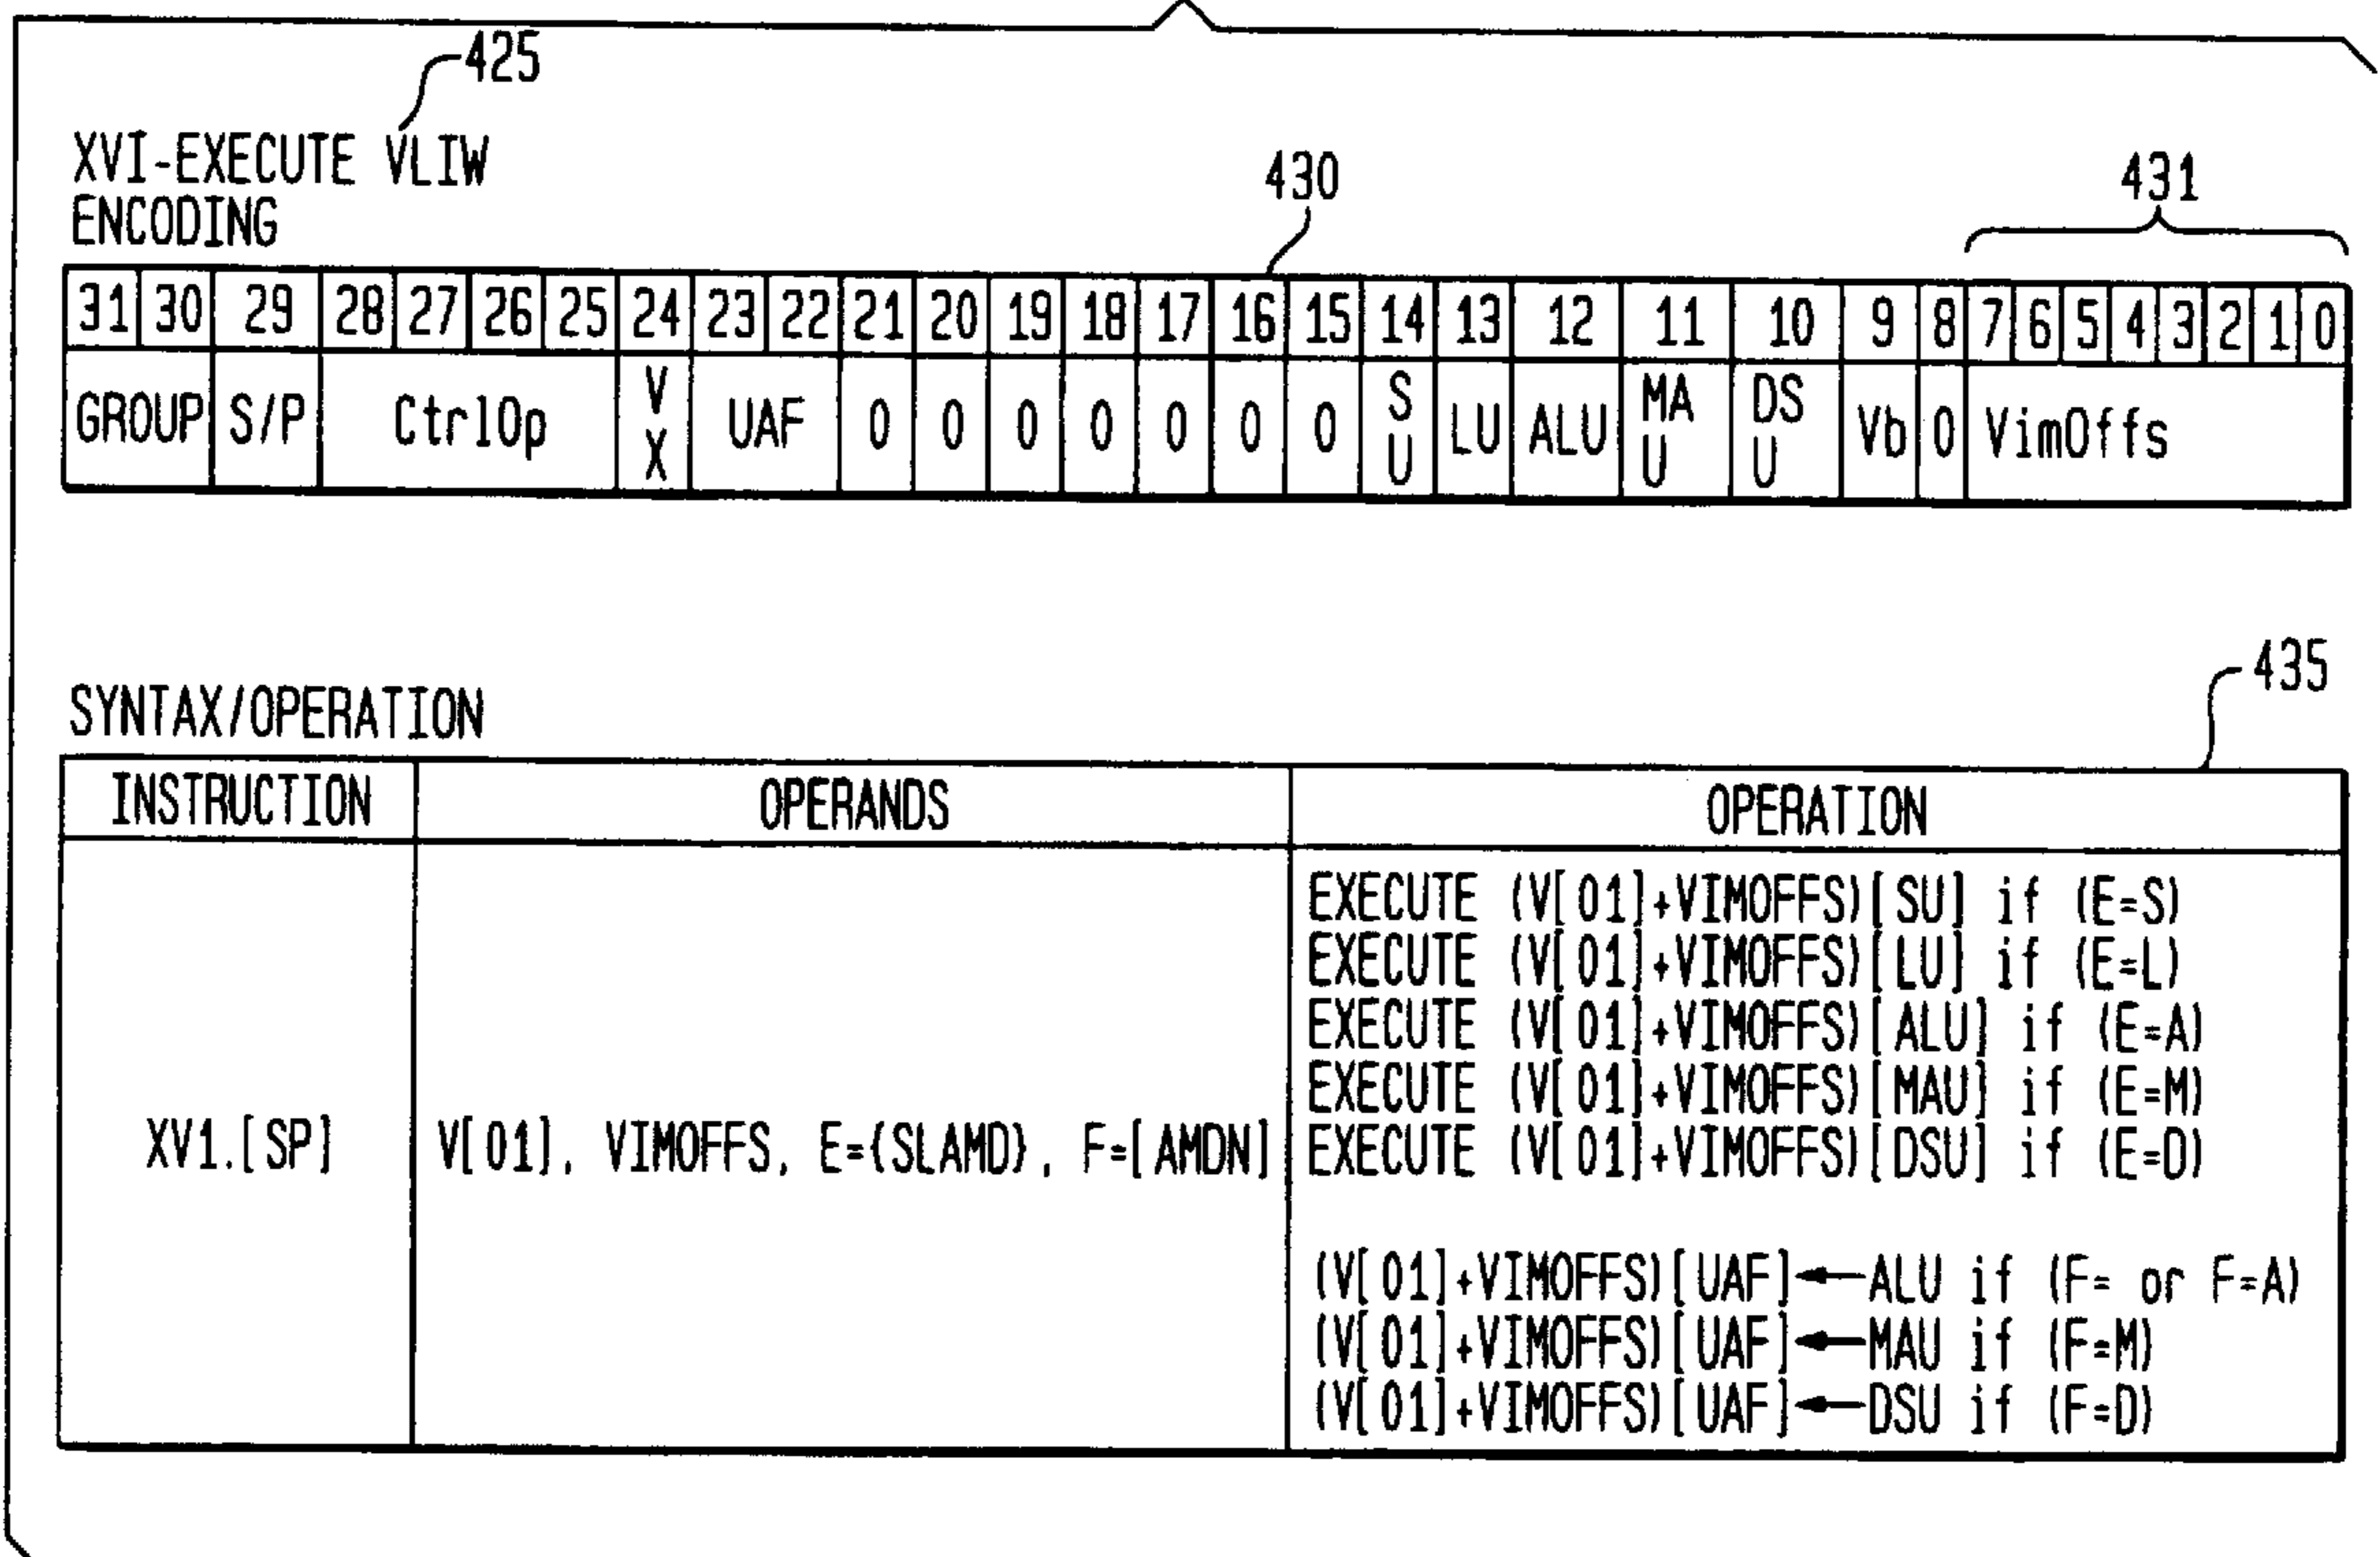 425
XVI-EXECUTE VLIW
ENCODING
430
431
31 30 29 28 27 26 25 24 23 22 21 20 19 18 17 16 15 14 13 12 11 10 9 8 7 6 5 4 3 2 1 0
GROUP S/P CtrlOp VX UAF 0 0 0 0 0 0 0 SU LU ALU MAU DSU Vb 0 VimOffs
435
SYNTAX/OPERATION
INSTRUCTION OPERANDS OPERATION
XV1.[SP] V[01], VIMOFFS, E={SLAMD}, F=[AMDN]
EXECUTE (V[01]+VIMOFFS)[SU] if (E=S)
EXECUTE (V[01]+VIMOFFS)[LU] if (E=L)
EXECUTE (V[01]+VIMOFFS)[ALU] if (E=A)
EXECUTE (V[01]+VIMOFFS)[MAU] if (E=M)
EXECUTE (V[01]+VIMOFFS)[DSU] if (E=D)
(V[01]+VIMOFFS)[UAF]←ALU if (F= or F=A)
(V[01]+VIMOFFS)[UAF]←MAU if (F=M)
(V[01]+VIMOFFS)[UAF]←DSU if (F=D)